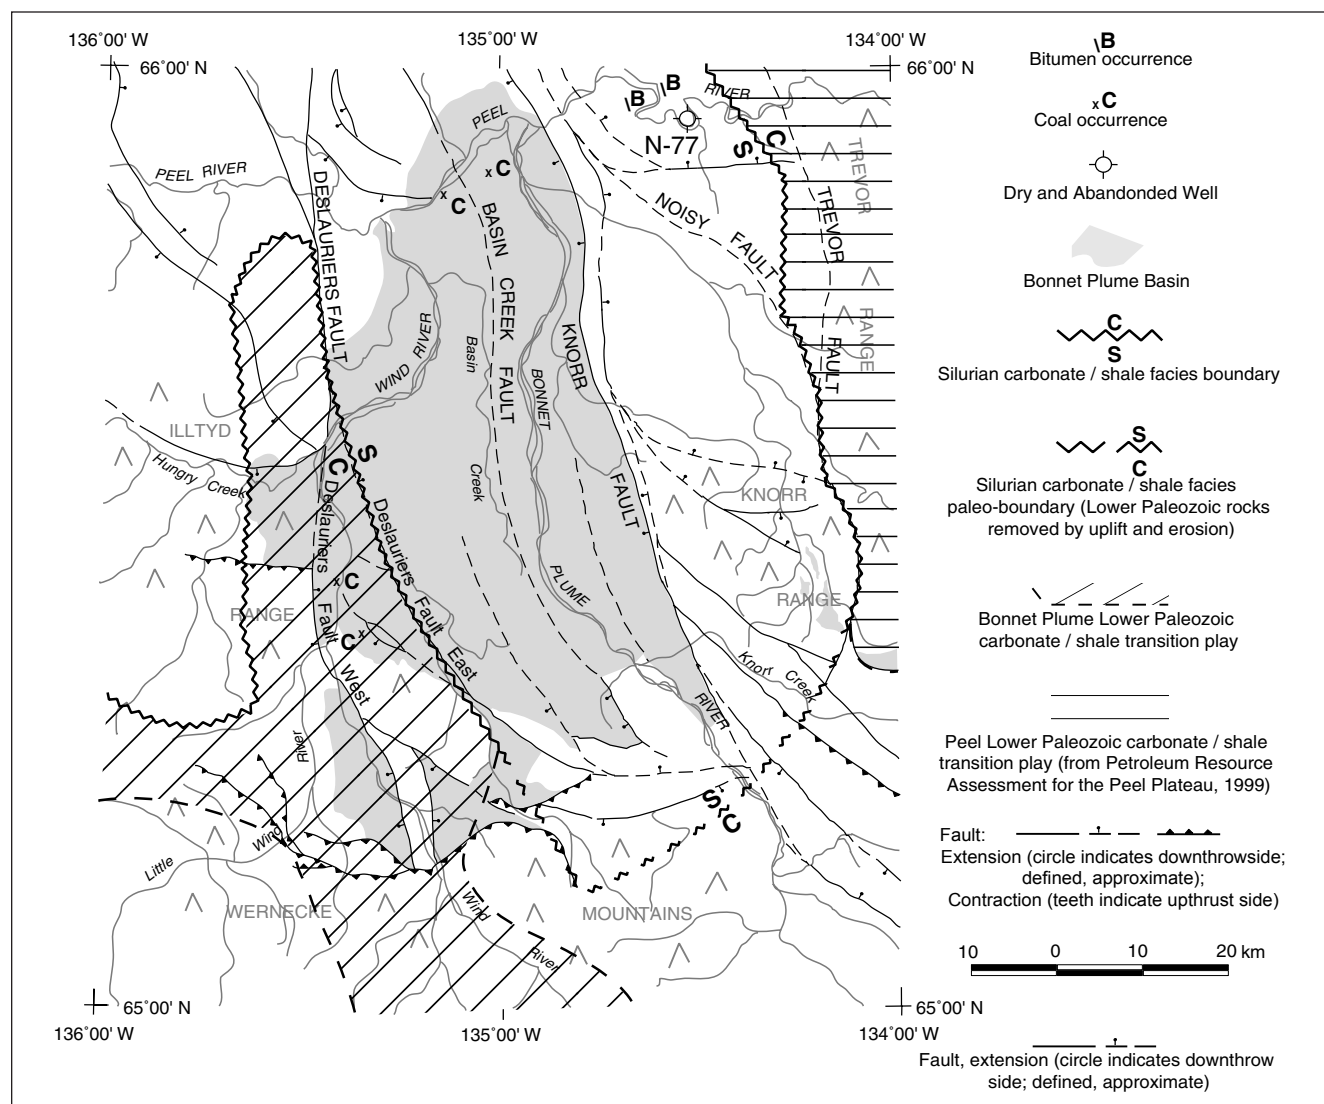 136°00' W
135°00' W
134°00' W
66°00' N
66°00' N
B
B
RIVER
PEEL
N-77
C
S
PEEL RIVER
C
C
DESLAURIERS FAULT
BASIN CREEK FAULT
NOISY FAULT
TREVOR FAULT
TREVOR RANGE
WIND RIVER
Basin Creek
BONNET PLUME RIVER
KNORR FAULT
ILLTYD RANGE
Hungry Creek
C
S
Deslauriers Fault West
Deslauriers Fault East
KNORR RANGE
C
C
Knorr Creek
River
Wind
Little
S
C
WERNECKE MOUNTAINS
Wind River
65°00' N
65°00' N
136°00' W
135°00' W
134°00' W
B
Bitumen occurrence
x C
Coal occurrence
Dry and Abandonded Well
Bonnet Plume Basin
C
S
Silurian carbonate / shale facies boundary
S
C
Silurian carbonate / shale facies
paleo-boundary (Lower Paleozoic rocks
removed by uplift and erosion)
Bonnet Plume Lower Paleozoic
carbonate / shale transition play
Peel Lower Paleozoic carbonate / shale
transition play (from Petroleum Resource
Assessment for the Peel Plateau, 1999)
Fault:
Extension (circle indicates downthrowside;
defined, approximate);
Contraction (teeth indicate upthrust side)
10 0 10 20 km
Fault, extension (circle indicates downthrow
side; defined, approximate)